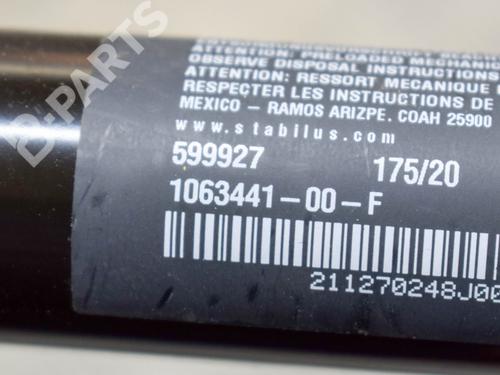 ATTENTION: PRELOADED MECHANIC
OBSERVE DISPOSAL INSTRUCTIONS
ATTENTION: RESSORT MECANIQUE
RESPECTER LES INSTRUCTIONS DE
MEXICO – RAMOS ARIZPE. COAH 25900
www.stabilus.com
599927 175/20
1063441-00-F
211270248J00
B-PARTS